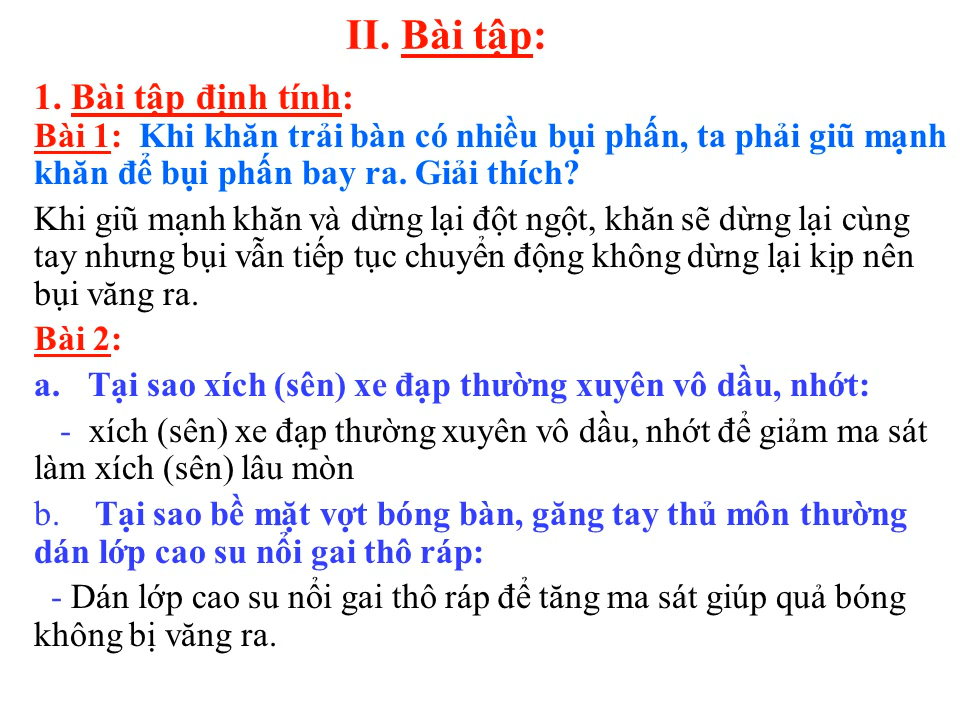 II. Bài tập:
1. Bài tập định tính:
Bài 1: Khi khăn trải bàn có nhiều bụi phấn, ta phải giũ mạnh
khăn để bụi phấn bay ra. Giải thích?
Khi giũ mạnh khăn và dừng lại đột ngột, khăn sẽ dừng lại cùng
tay nhưng bụi vẫn tiếp tục chuyển động không dừng lại kịp nên
bụi văng ra.
Bài 2:
a. Tại sao xích (sên) xe đạp thường xuyên vô dầu, nhớt:
- xích (sên) xe đạp thường xuyên vô dầu, nhớt để giảm ma sát
làm xích (sên) lâu mòn
b. Tại sao bề mặt vợt bóng bàn, găng tay thủ môn thường
dán lớp cao su nổi gai thô ráp:
- Dán lớp cao su nổi gai thô ráp để tăng ma sát giúp quả bóng
không bị văng ra.